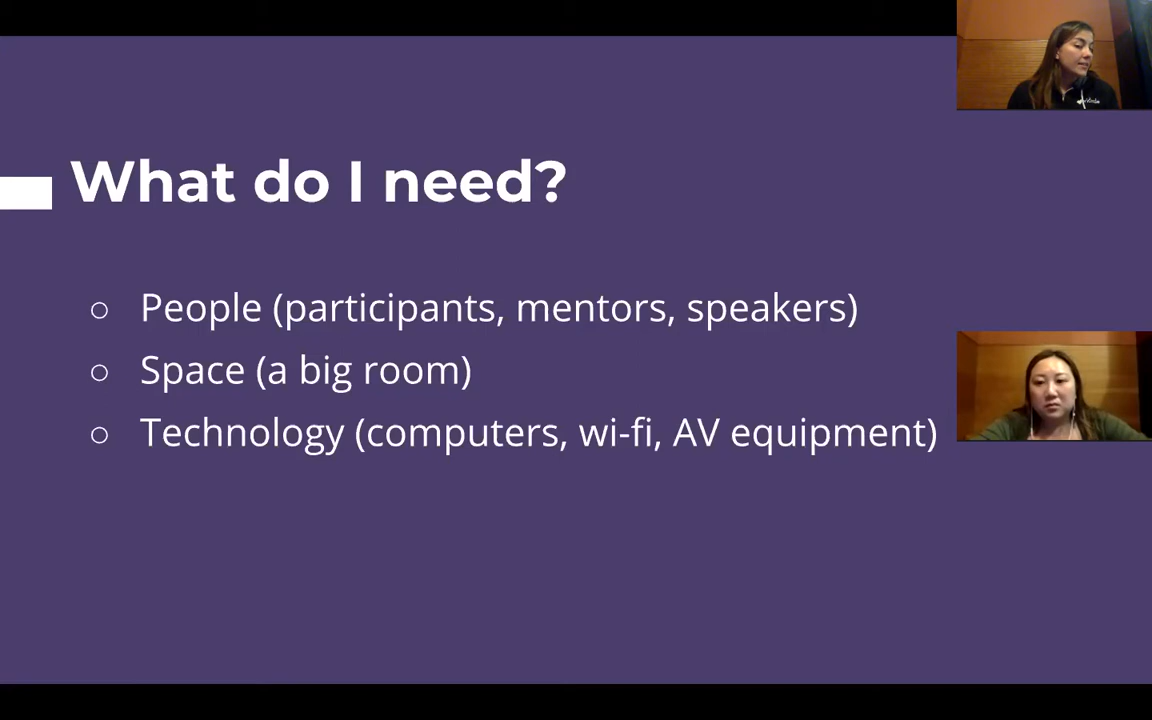 What do I need?
○ People (participants, mentors, speakers)
○ Space (a big room)
○ Technology (computers, wi-fi, AV equipment)